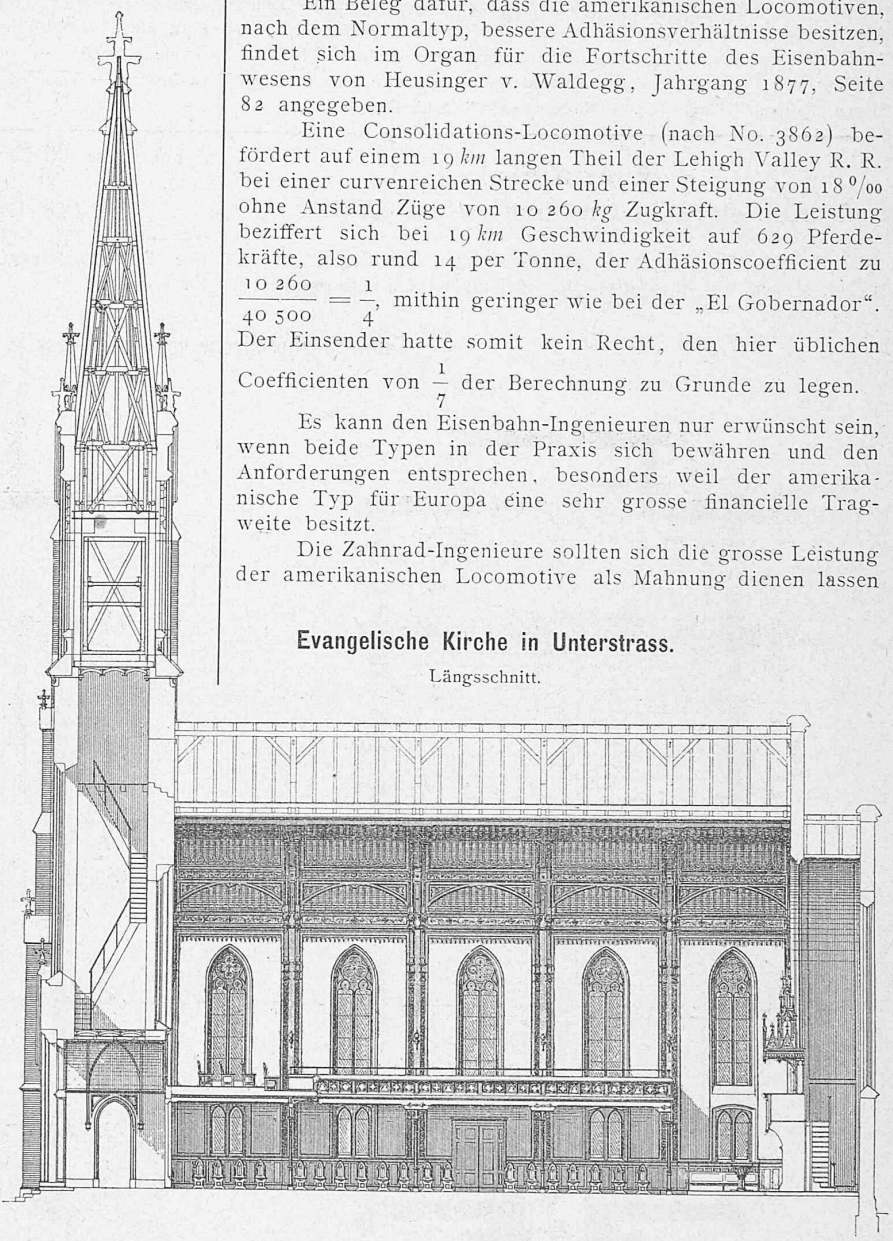 Ein Beleg dafür, dass die amerikanischen Locomotiven,
nach dem Normaltyp, bessere Adhäsionsverhältnisse besitzen,
findet sich im Organ für die Fortschritte des Eisenbahn-
wesens von Heusinger v. Waldegg, Jahrgang 1877, Seite
82 angegeben.
Eine Consolidations-Locomotive (nach No. 3862) be-
fördert auf einem 19 km langen Theil der Lehigh Valley R. R.
bei einer curvenreichen Strecke und einer Steigung von 18 ‰
ohne Anstand Züge von 10 260 kg Zugkraft. Die Leistung
beziffert sich bei 19 km Geschwindigkeit auf 629 Pferde-
kräfte, also rund 14 per Tonne, der Adhäsionscoefficient zu
10 260/40 500 = 1/4, mithin geringer wie bei der „El Gobernador“.
Der Einsender hatte somit kein Recht, den hier üblichen
Coefficienten von 1/7 der Berechnung zu Grunde zu legen.
Es kann den Eisenbahn-Ingenieuren nur erwünscht sein,
wenn beide Typen in der Praxis sich bewähren und den
Anforderungen entsprechen, besonders weil der amerika-
nische Typ für Europa eine sehr grosse financielle Trag-
weite besitzt.
Die Zahnrad-Ingenieure sollten sich die grosse Leistung
der amerikanischen Locomotive als Mahnung dienen lassen
Evangelische Kirche in Unterstrass.
Längsschnitt.